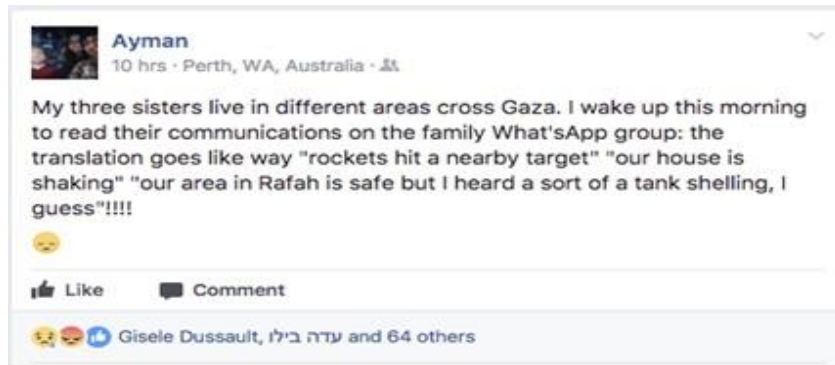 Ayman
10 hrs · Perth, WA, Australia ·
My three sisters live in different areas cross Gaza. I wake up this morning
to read their communications on the family What'sApp group: the
translation goes like way "rockets hit a nearby target" "our house is
shaking" "our area in Rafah is safe but I heard a sort of a tank shelling, I
guess"!!!!
Like Comment
Gisele Dussault, עדה בילו and 64 others